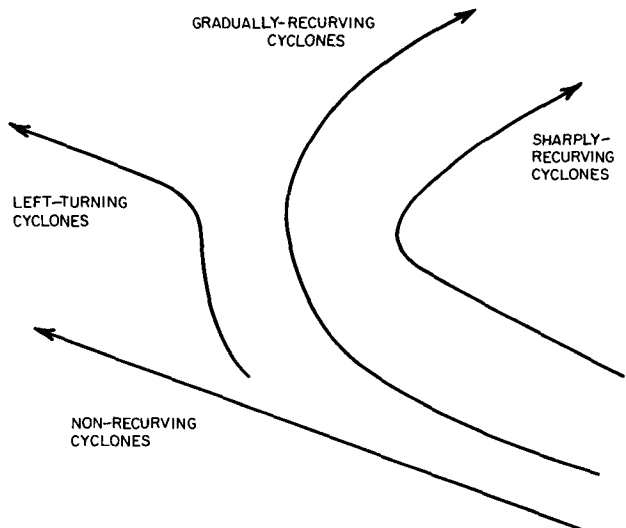 GRADUALLY-RECURVING
CYCLONES
SHARPLY-
RECURVING
CYCLONES
LEFT-TURNING
CYCLONES
NON-RECURVING
CYCLONES